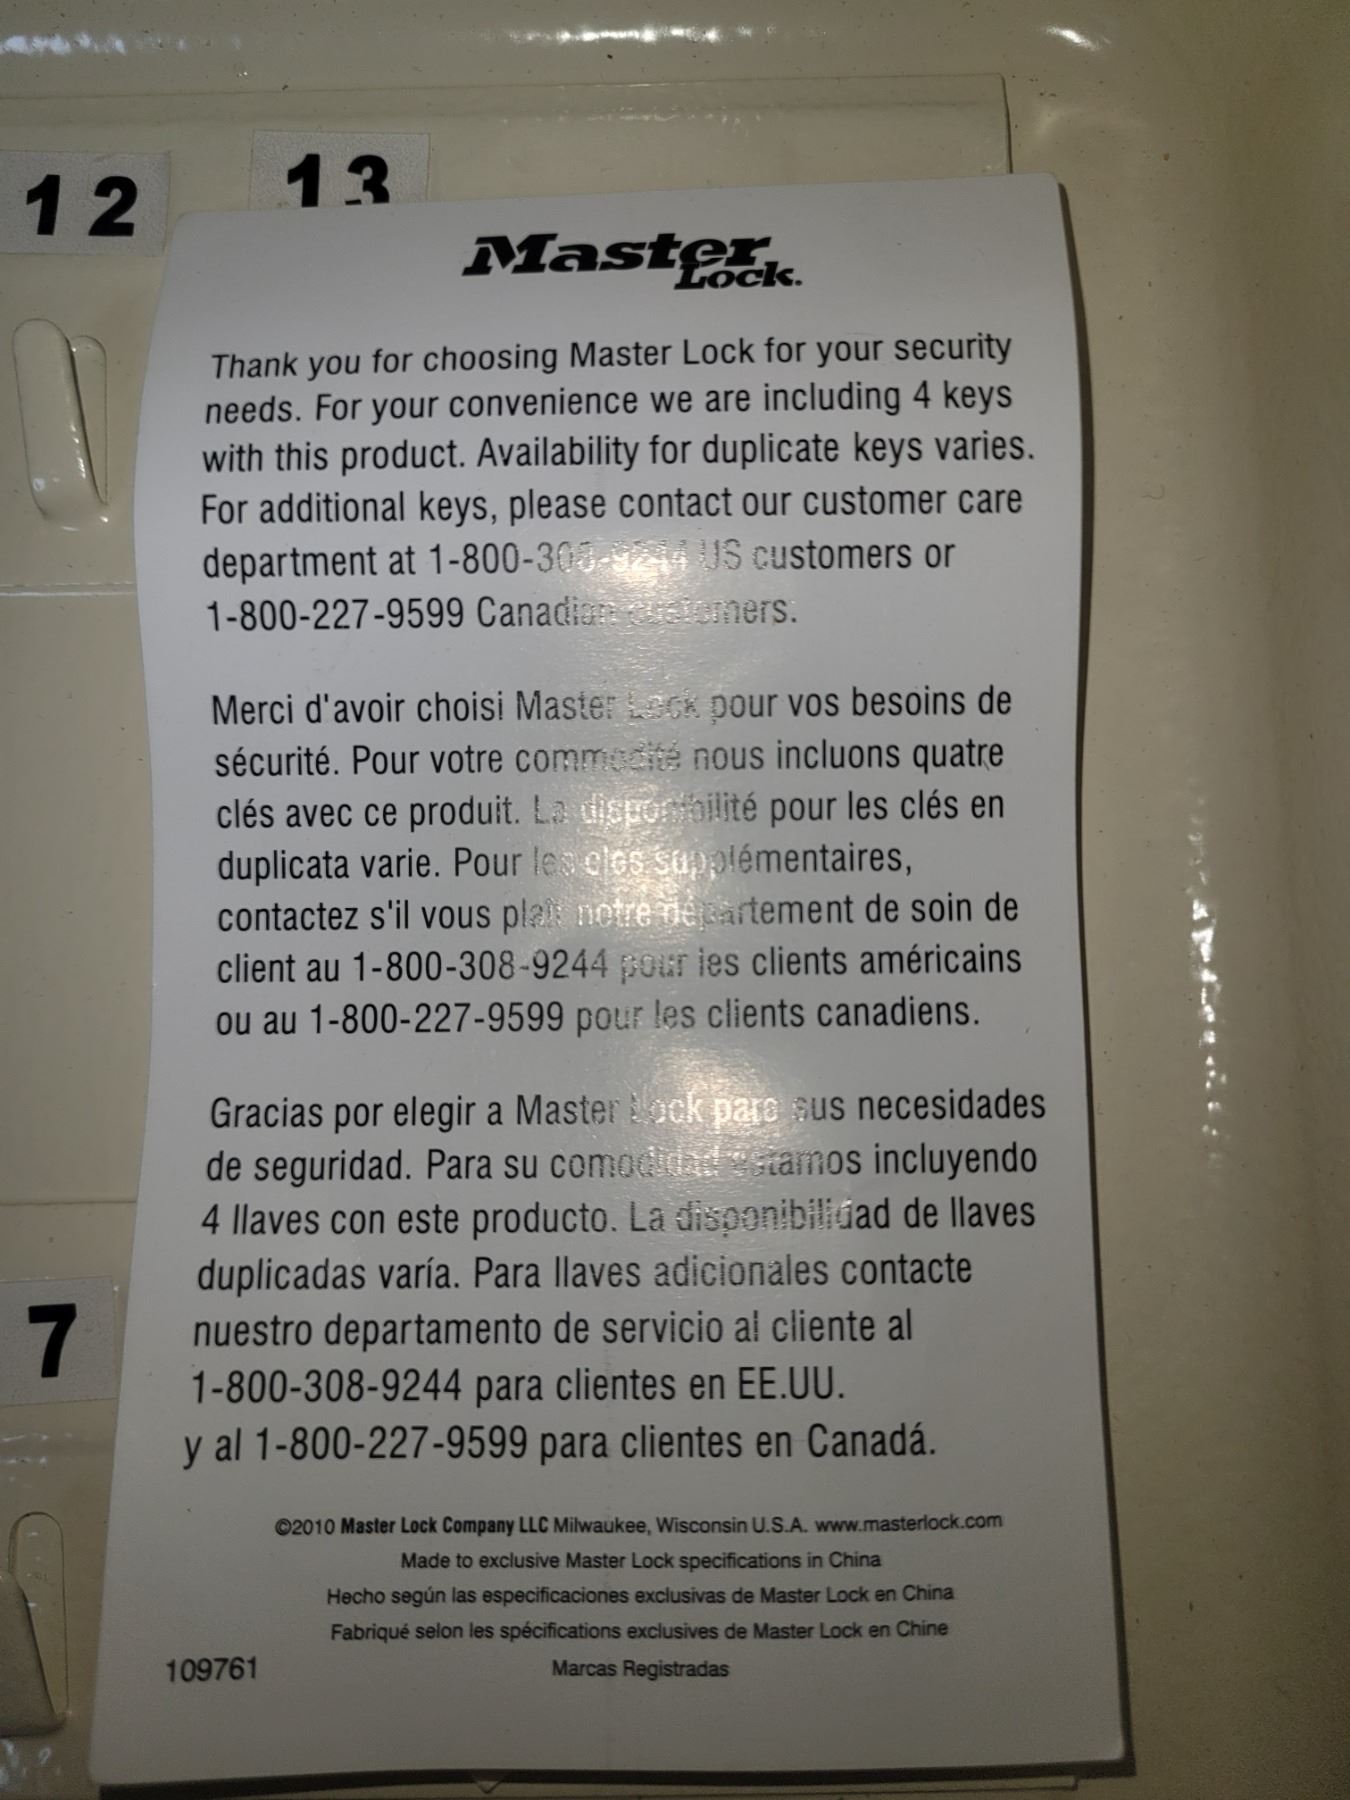 12
13
Master
Lock.
Thank you for choosing Master Lock for your security
needs. For your convenience we are including 4 keys
with this product. Availability for duplicate keys varies.
For additional keys, please contact our customer care
department at 1-800-308-9244 US customers or
1-800-227-9599 Canadian customers.
Merci d'avoir choisi Master Lock pour vos besoins de
sécurité. Pour votre commodité nous incluons quatre
clés avec ce produit. La disponibilité pour les clés en
duplicata varie. Pour les clés supplémentaires,
contactez s'il vous plaît notre département de soin de
client au 1-800-308-9244 pour les clients américains
ou au 1-800-227-9599 pour les clients canadiens.
Gracias por elegir a Master Lock para sus necesidades
de seguridad. Para su comodidad estamos incluyendo
4 llaves con este producto. La disponibilidad de llaves
duplicadas varía. Para llaves adicionales contacte
nuestro departamento de servicio al cliente al
1-800-308-9244 para clientes en EE.UU.
y al 1-800-227-9599 para clientes en Canadá.
7
©2010 Master Lock Company LLC Milwaukee, Wisconsin U.S.A. www.masterlock.com
Made to exclusive Master Lock specifications in China
Hecho según las especificaciones exclusivas de Master Lock en China
Fabriqué selon les spécifications exclusives de Master Lock en Chine
109761 Marcas Registradas